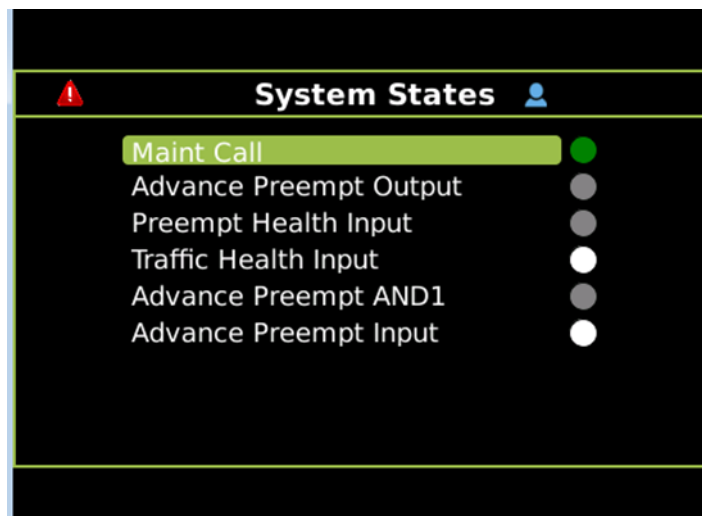 System States
Maint Call
Advance Preempt Output
Preempt Health Input
Traffic Health Input
Advance Preempt AND1
Advance Preempt Input